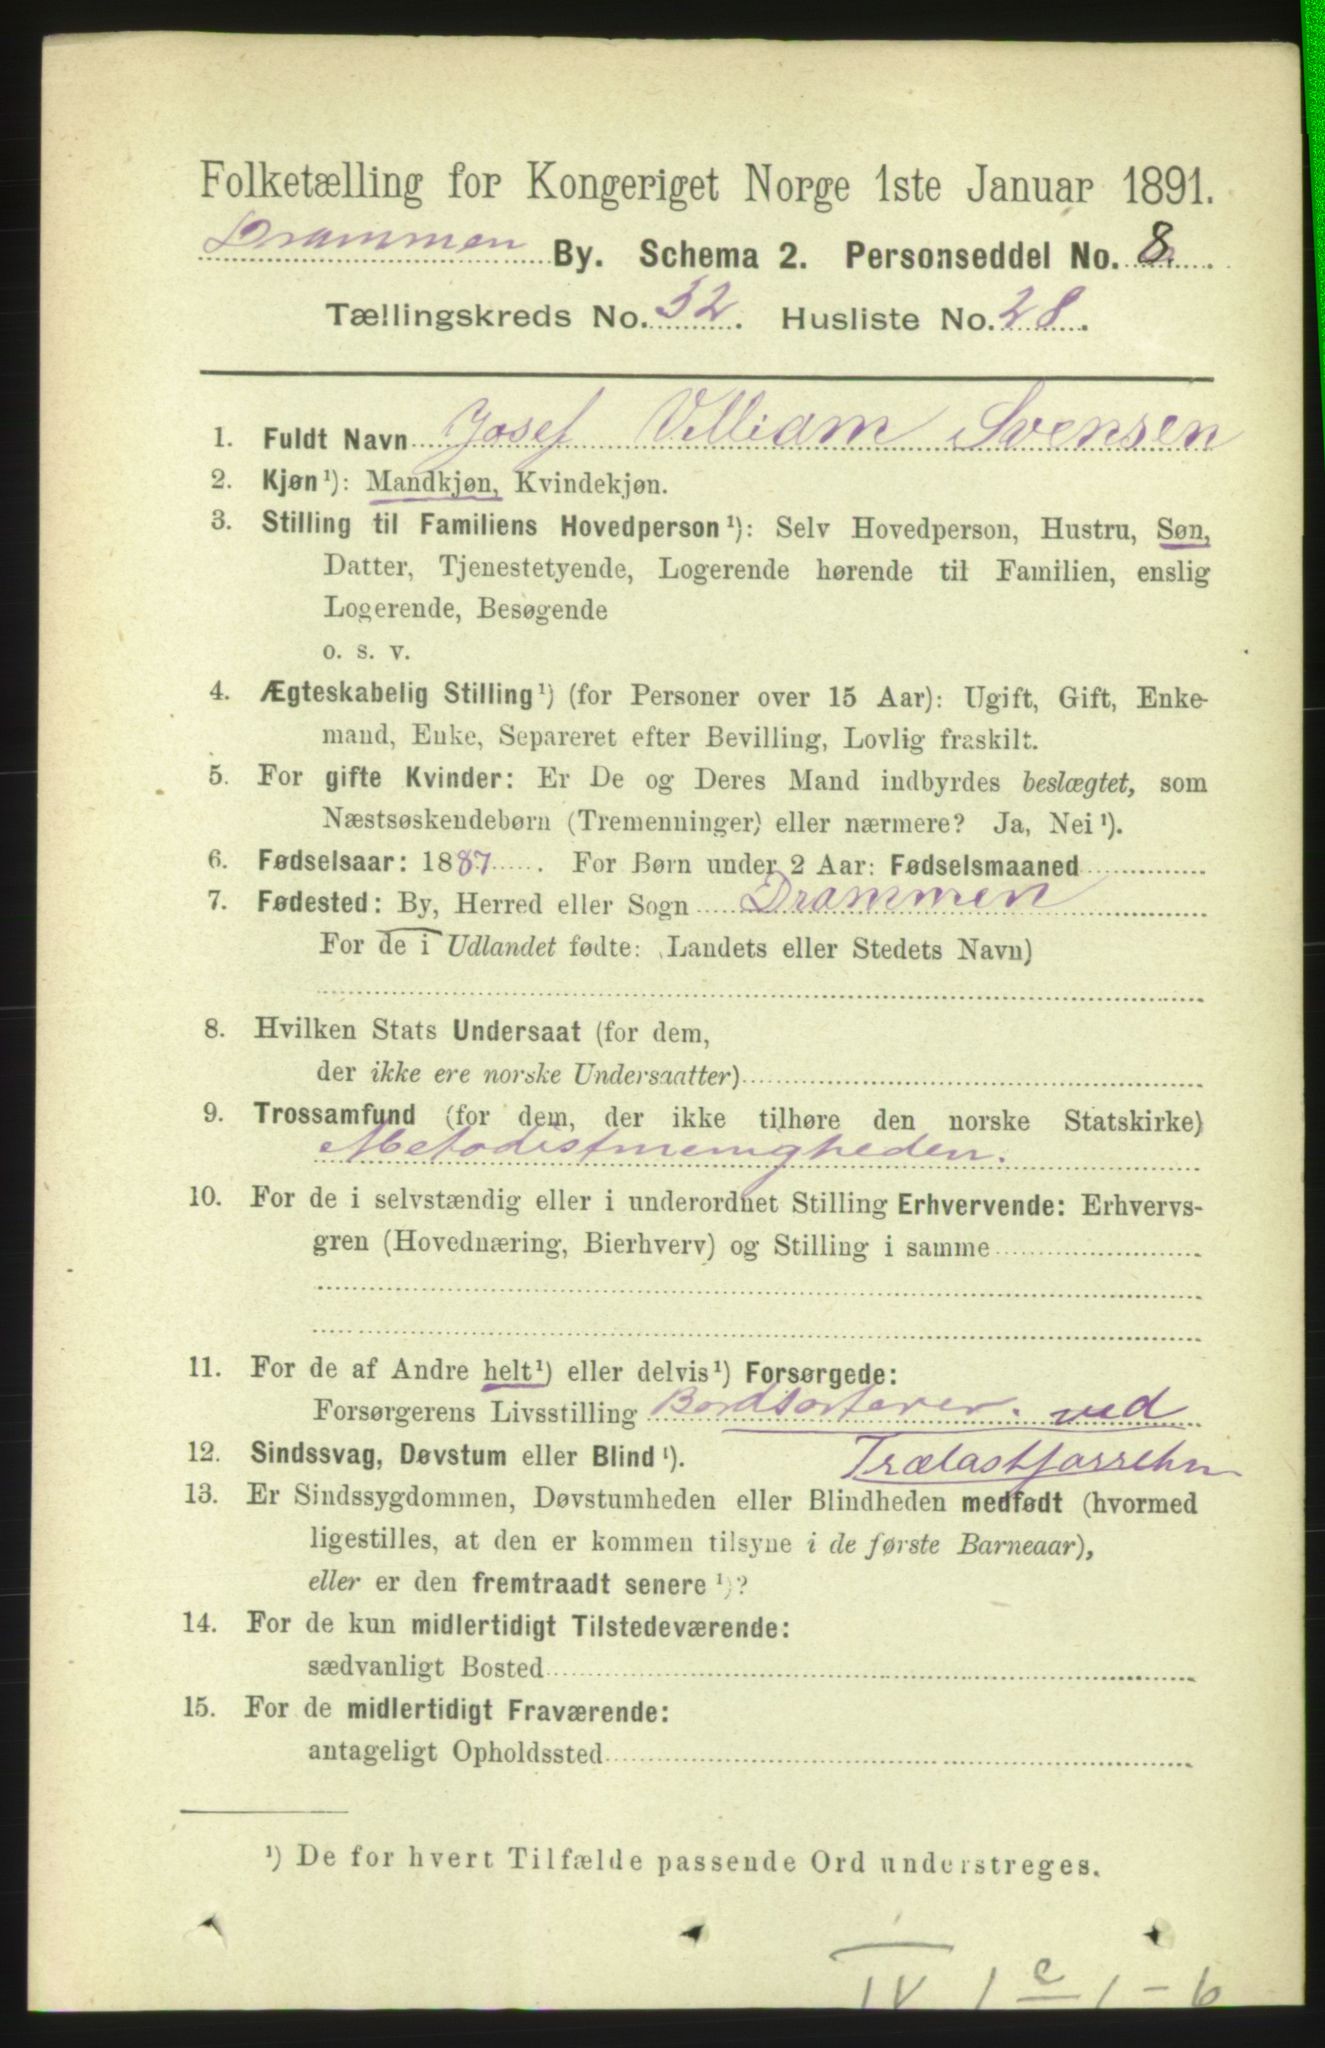 Folketælling for Kongeriget Norge 1ste Januar 1891.
Drammen By. Schema 2. Personseddel No. 8.
Tællingskreds No. 32. Husliste No. 28.
1. Fuldt Navn Josef Villiam Svensen
2. Kjøn¹): Mandkjøn, Kvindekjøn.
3. Stilling til Familiens Hovedperson¹): Selv Hovedperson, Hustru, Søn,
Datter, Tjenestetyende, Logerende hørende til Familien, enslig
Logerende, Besøgende
o. s. v.
4. Ægteskabelig Stilling¹) (for Personer over 15 Aar): Ugift, Gift, Enke-
mand, Enke, Separeret efter Bevilling, Lovlig fraskilt.
5. For gifte Kvinder: Er De og Deres Mand indbyrdes beslægtet, som
Næstsøskendebørn (Tremenninger) eller nærmere? Ja, Nei¹).
6. Fødselsaar: 1887. For Børn under 2 Aar: Fødselsmaaned
7. Fødested: By, Herred eller Sogn Drammen
For de i Udlandet fødte: Landets eller Stedets Navn)
8. Hvilken Stats Undersaat (for dem,
der ikke ere norske Undersaatter)
9. Trossamfund (for dem, der ikke tilhøre den norske Statskirke)
Metodistmenigheden.
10. For de i selvstændig eller i underordnet Stilling Erhvervende: Erhvervs-
gren (Hovednæring, Bierhverv) og Stilling i samme
11. For de af Andre helt¹) eller delvis¹) Forsørgede:
Forsørgerens Livsstilling Bordsorterer. ved
12. Sindssvag, Døvstum eller Blind¹). Trælastforretn
13. Er Sindssygdommen, Døvstumheden eller Blindheden medfødt (hvormed
ligestilles, at den er kommen tilsyne i de første Barneaar),
eller er den fremtraadt senere¹)?
14. For de kun midlertidigt Tilstedeværende:
sædvanligt Bosted
15. For de midlertidigt Fraværende:
antageligt Opholdssted
¹) De for hvert Tilfælde passende Ord understreges.
IV 1 e 1-6